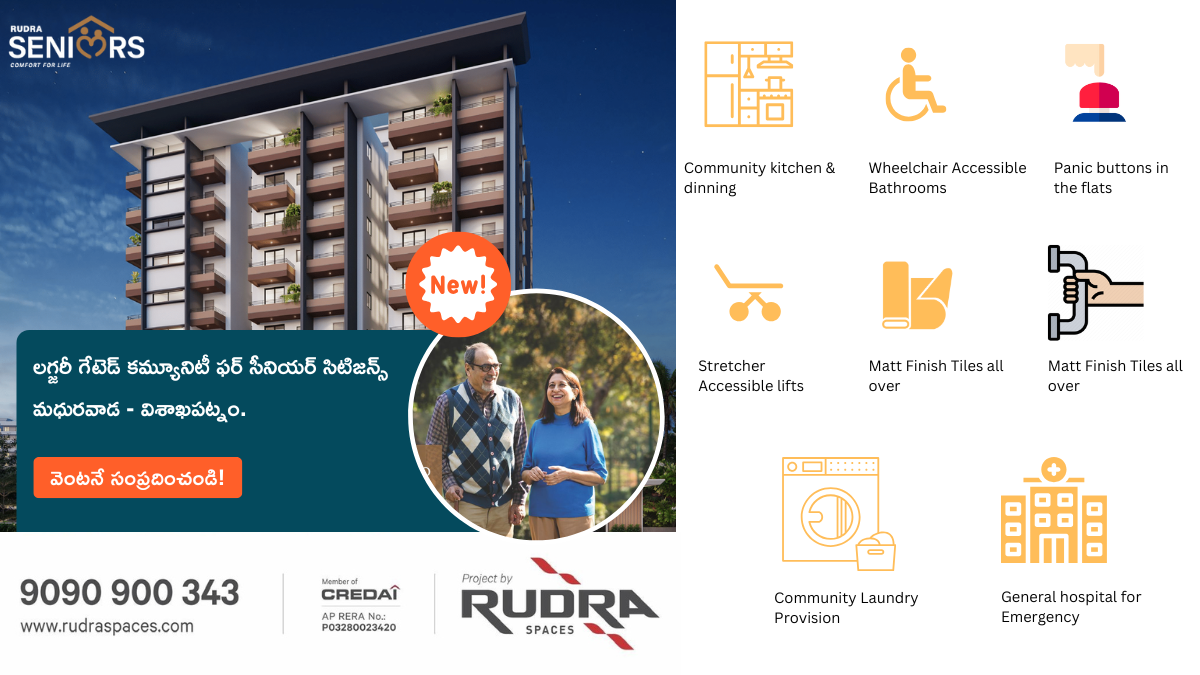 RUDRA
SENIORS
COMFORT FOR LIFE
New!
లగ్జరీ గేటెడ్ కమ్యూనిటీ ఫర్ సీనియర్ సిటిజన్స్
మధురవాడ - విశాఖపట్నం.
వెంటనే సంప్రదించండి!
9090 900 343
www.rudraspaces.com
Member of
CREDAI
AP RERA No.:
P03280023420
Project by
RUDRA
SPACES
Community kitchen &
dinning
Wheelchair Accessible
Bathrooms
Panic buttons in
the flats
Stretcher
Accessible lifts
Matt Finish Tiles all
over
Matt Finish Tiles all
over
Community Laundry
Provision
General hospital for
Emergency